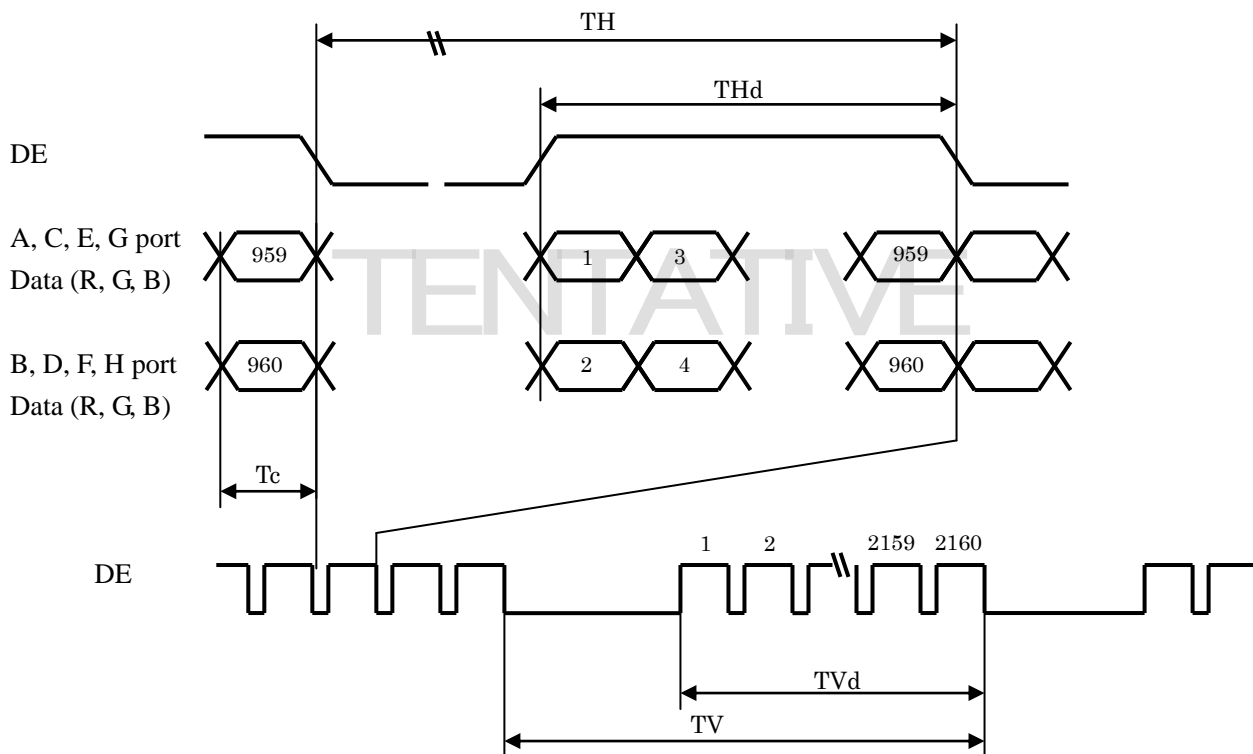 TH
THd
DE
A, C, E, G port
Data (R, G, B)
959
1
3
959
TENTATIVE
B, D, F, H port
Data (R, G, B)
960
2
4
960
Tc
DE
1
2
2159
2160
TVd
TV